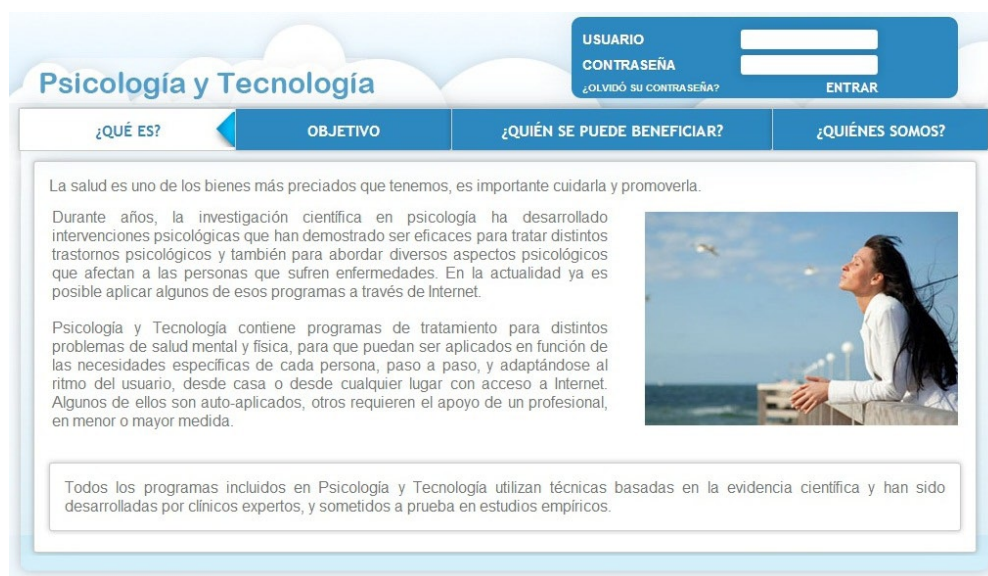 USUARIO
CONTRASEÑA
¿OLVIDÓ SU CONTRASEÑA?
ENTRAR
Psicología y Tecnología
¿QUÉ ES?
OBJETIVO
¿QUIÉN SE PUEDE BENEFICIAR?
¿QUIÉNES SOMOS?
La salud es uno de los bienes más preciados que tenemos, es importante cuidarla y promoverla.
Durante años, la investigación científica en psicología ha desarrollado
intervenciones psicológicas que han demostrado ser eficaces para tratar distintos
trastornos psicológicos y también para abordar diversos aspectos psicológicos
que afectan a las personas que sufren enfermedades. En la actualidad ya es
posible aplicar algunos de esos programas a través de Internet.
Psicología y Tecnología contiene programas de tratamiento para distintos
problemas de salud mental y física, para que puedan ser aplicados en función de
las necesidades específicas de cada persona, paso a paso, y adaptándose al
ritmo del usuario, desde casa o desde cualquier lugar con acceso a Internet.
Algunos de ellos son auto-aplicados, otros requieren el apoyo de un profesional,
en menor o mayor medida.
Todos los programas incluidos en Psicología y Tecnología utilizan técnicas basadas en la evidencia científica y han sido
desarrolladas por clínicos expertos, y sometidos a prueba en estudios empíricos.